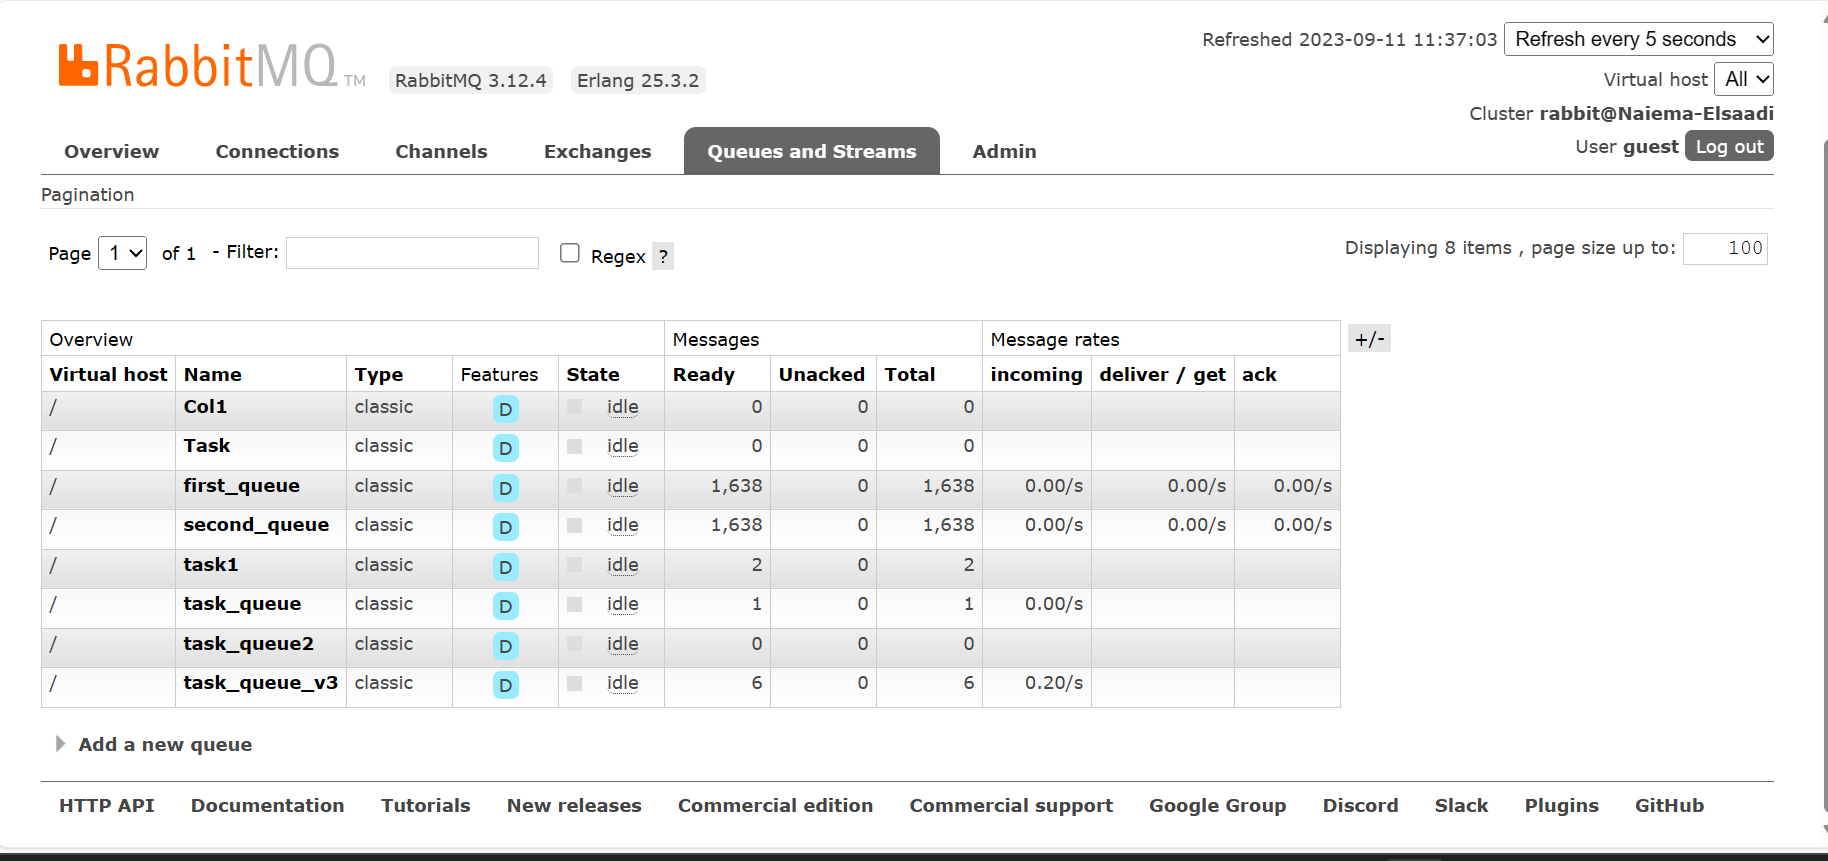 Refreshed 2023-09-11 11:37:03 Refresh every 5 seconds
RabbitMQ TM RabbitMQ 3.12.4 Erlang 25.3.2
Virtual host All
Cluster rabbit@Naiema-Elsaadi
User guest Log out
Overview Connections Channels Exchanges Queues and Streams Admin
Pagination
Page 1 of 1 - Filter: Regex ? Displaying 8 items , page size up to: 100
Overview Messages Message rates +/-
Virtual host Name Type Features State Ready Unacked Total incoming deliver / get ack
/ Col1 classic D idle 0 0 0
/ Task classic D idle 0 0 0
/ first_queue classic D idle 1,638 0 1,638 0.00/s 0.00/s 0.00/s
/ second_queue classic D idle 1,638 0 1,638 0.00/s 0.00/s 0.00/s
/ task1 classic D idle 2 0 2
/ task_queue classic D idle 1 0 1 0.00/s
/ task_queue2 classic D idle 0 0 0
/ task_queue_v3 classic D idle 6 0 6 0.20/s
Add a new queue
HTTP API Documentation Tutorials New releases Commercial edition Commercial support Google Group Discord Slack Plugins GitHub